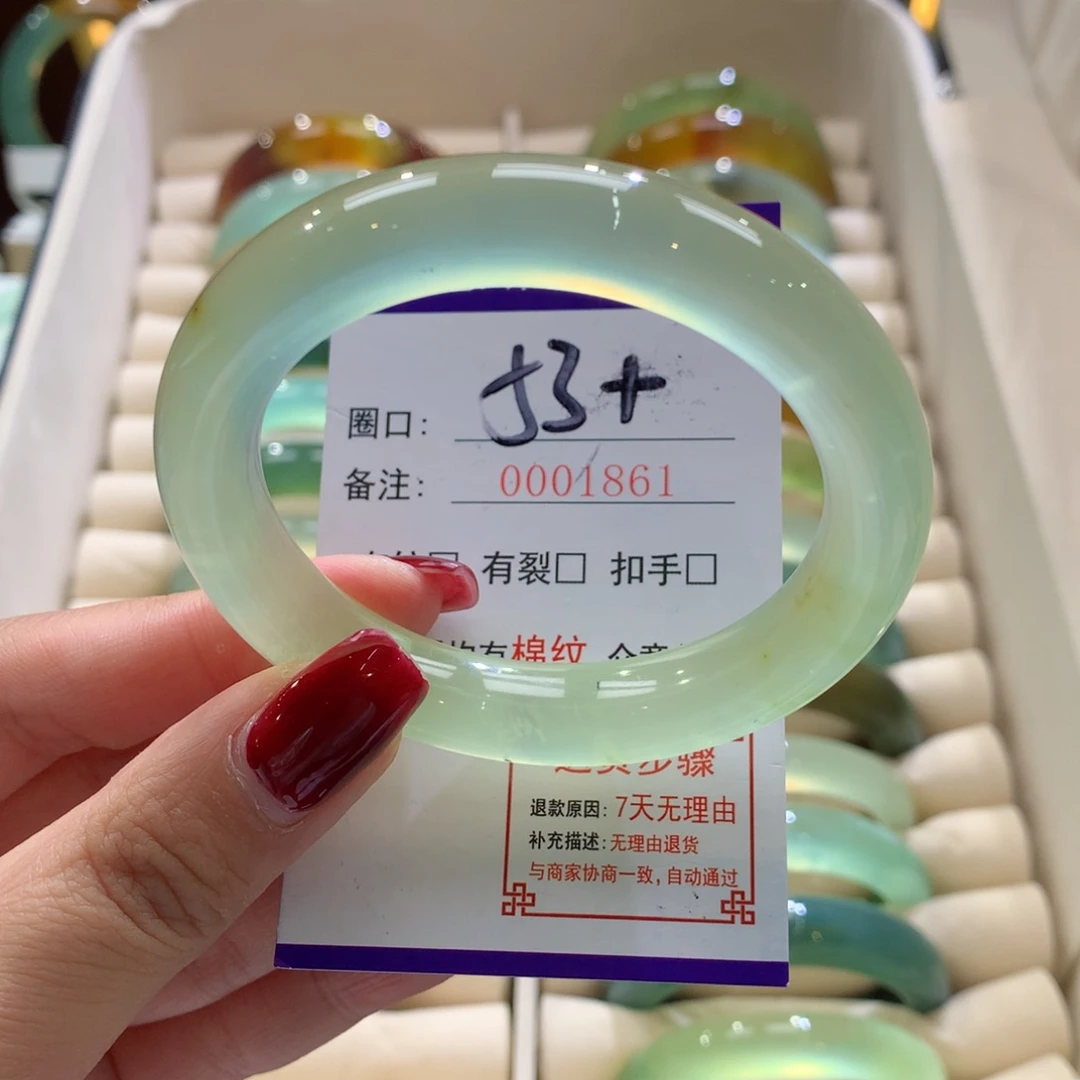 圈口: 53+
备注: 0001861
有裂□ 扣手□
均有棉纹
退货步骤
退款原因: 7天无理由
补充描述: 无理由退货
与商家协商一致, 自动通过